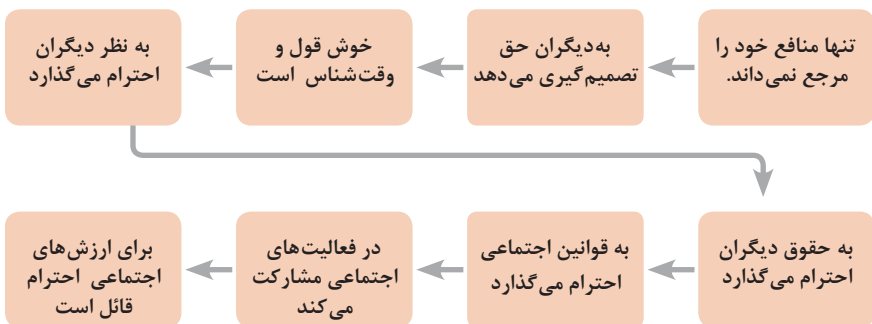 تنها منافع خود را
مرجع نمی‌داند.
به‌دیگران حق
تصمیم‌گیری می‌دهد
خوش قول و
وقت‌شناس است
به نظر دیگران
احترام می‌گذارد
به حقوق دیگران
احترام می‌گذارد
به قوانین اجتماعی
احترام می‌گذارد
در فعالیت‌های
اجتماعی مشارکت
می‌کند
برای ارزش‌های
اجتماعی احترام
قائل است